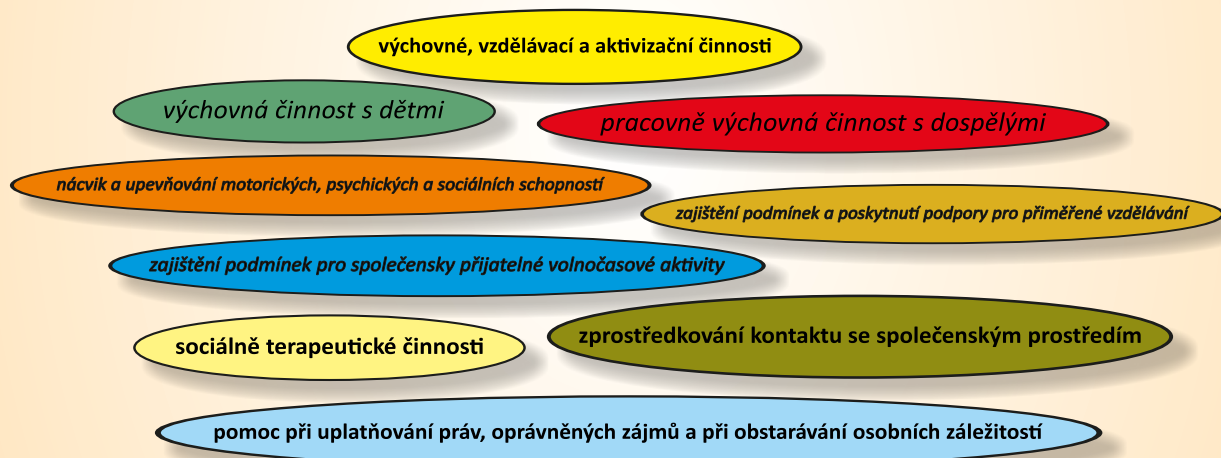 výchovné, vzdělávací a aktivizační činnosti
výchovná činnost s dětmi
pracovně výchovná činnost s dospělými
nácvik a upevňování motorických, psychických a sociálních schopností
zajištění podmínek a poskytnutí podpory pro přiměřené vzdělávání
zajištění podmínek pro společensky přijatelné volnočasové aktivity
sociálně terapeutické činnosti
zprostředkování kontaktu se společenským prostředím
pomoc při uplatňování práv, oprávněných zájmů a při obstarávání osobních záležitostí